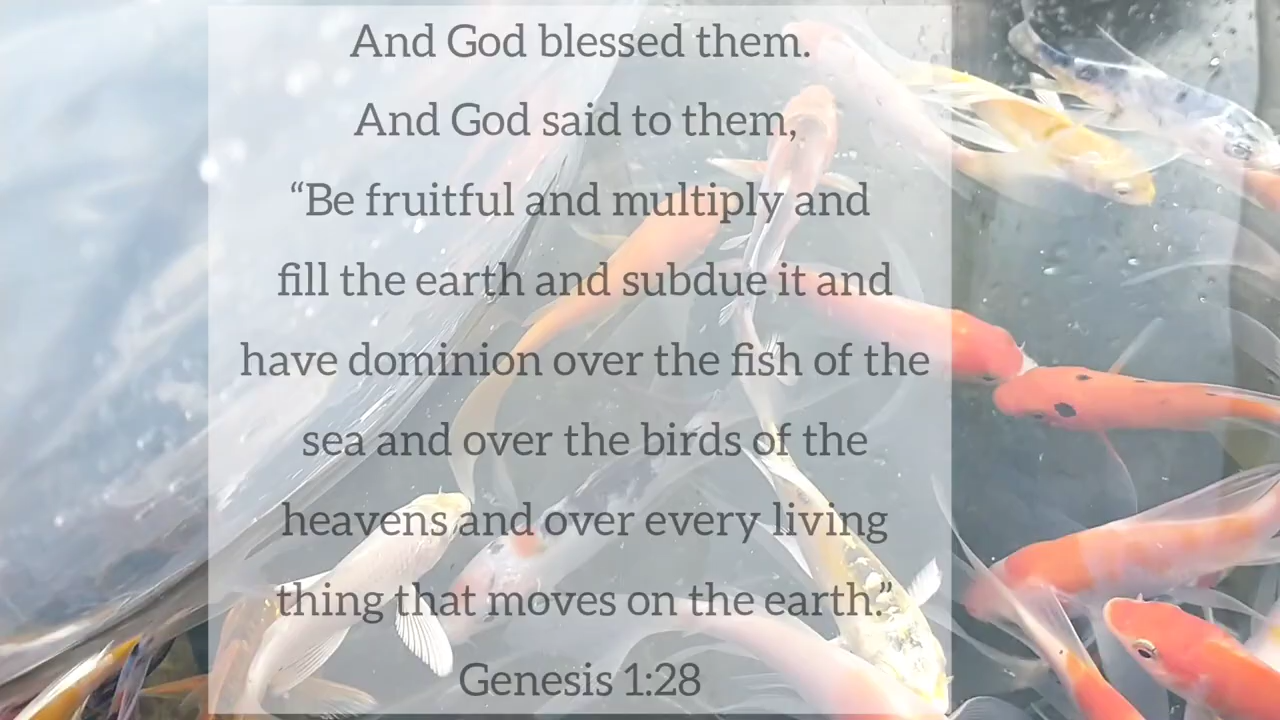 And God blessed them.
And God said to them,
“Be fruitful and multiply and
fill the earth and subdue it and
have dominion over the fish of the
sea and over the birds of the
heavens and over every living
thing that moves on the earth.”
Genesis 1:28